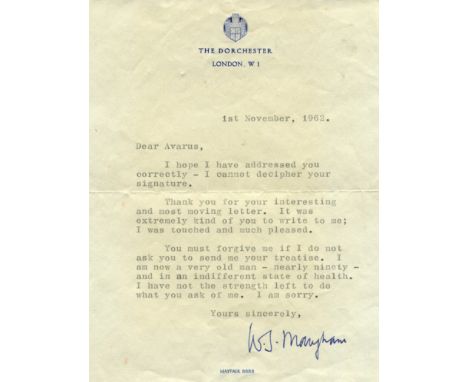 THE DORCHESTER
LONDON, W 1
1st November, 1962.
Dear Avarus,
I hope I have addressed you
correctly - I cannot decipher your
signature.
Thank you for your interesting
and most moving letter. It was
extremely kind of you to write to me;
I was touched and much pleased.
You must forgive me if I do not
ask you to send me your treatise. I
am now a very old man - nearly ninety -
and in an indifferent state of health.
I have not the strength left to do
what you ask of me. I am sorry.
Yours sincerely,
W. S. Maugham
MAYFAIR 8888